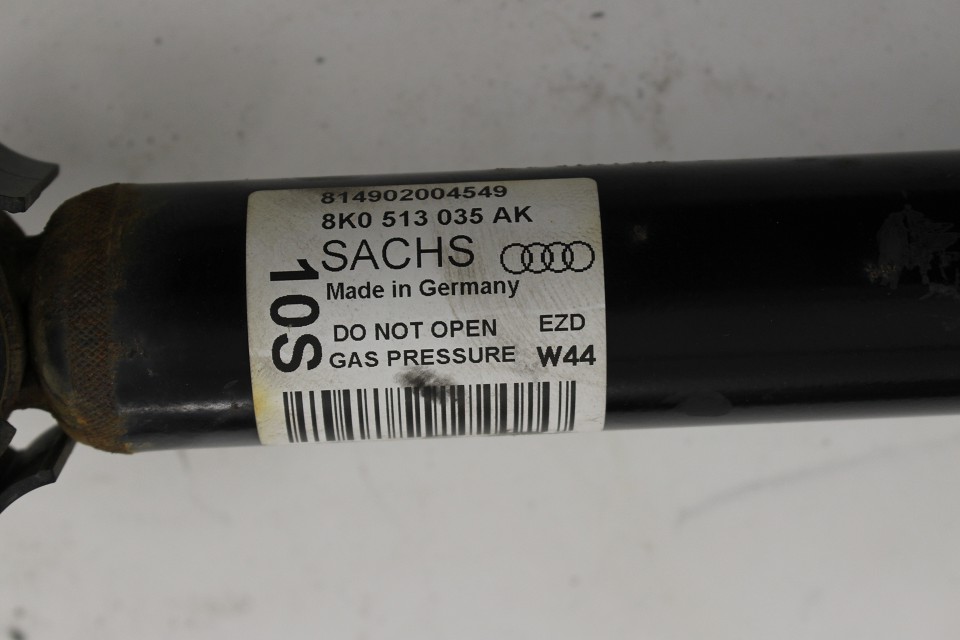 814902004549
8K0 513 035 AK
SACHS
Made in Germany
10S
DO NOT OPEN EZD
GAS PRESSURE W44